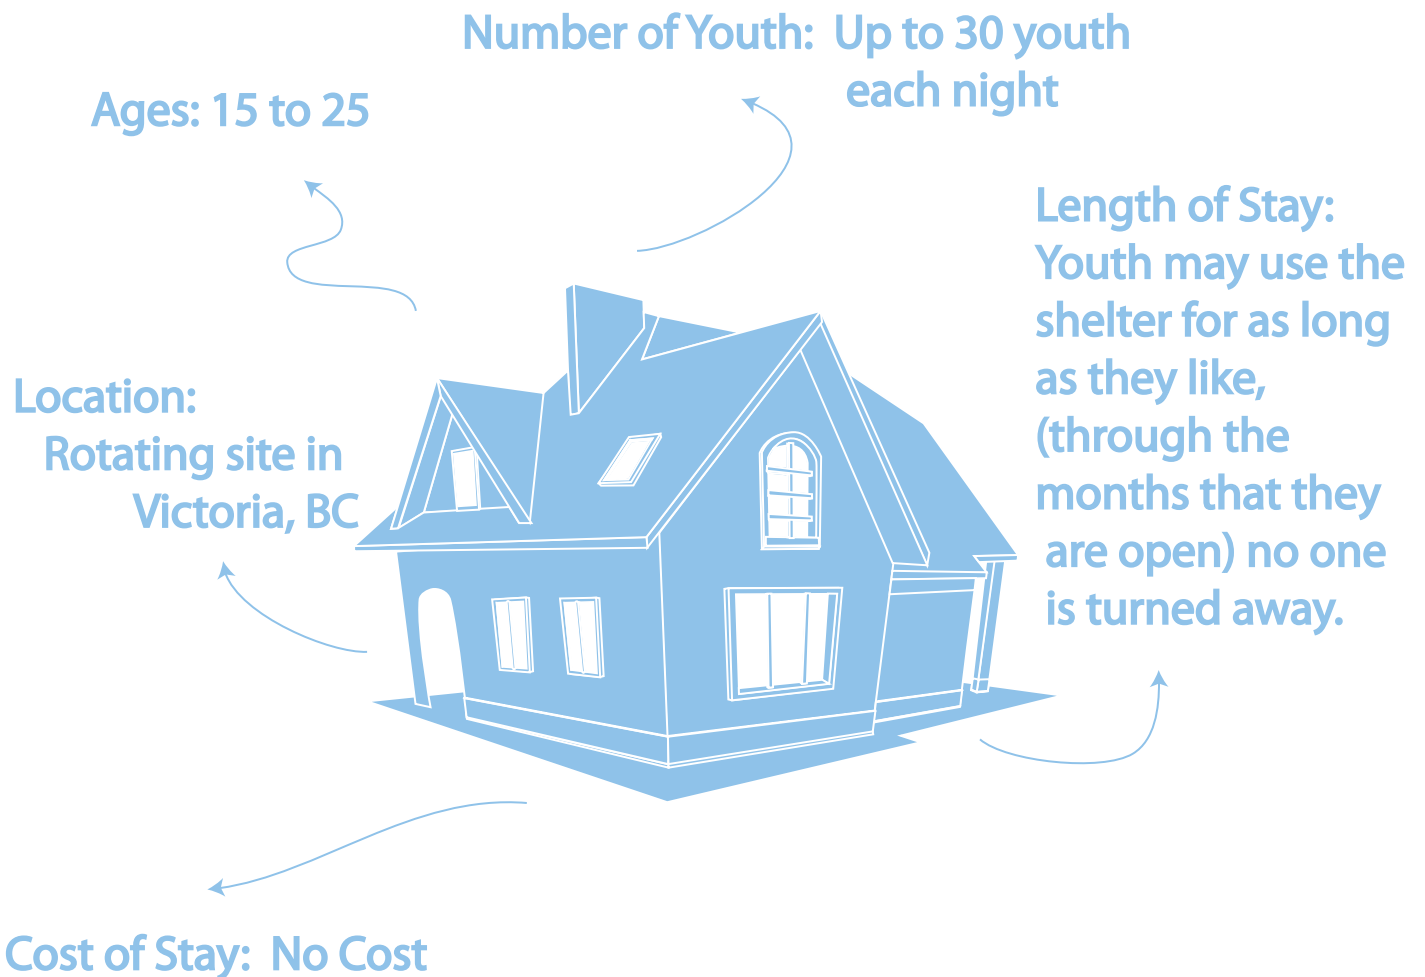 Number of Youth: Up to 30 youth
each night
Ages: 15 to 25
Length of Stay:
Youth may use the
shelter for as long
as they like,
(through the
months that they
are open) no one
is turned away.
Location:
Rotating site in
Victoria, BC
Cost of Stay: No Cost